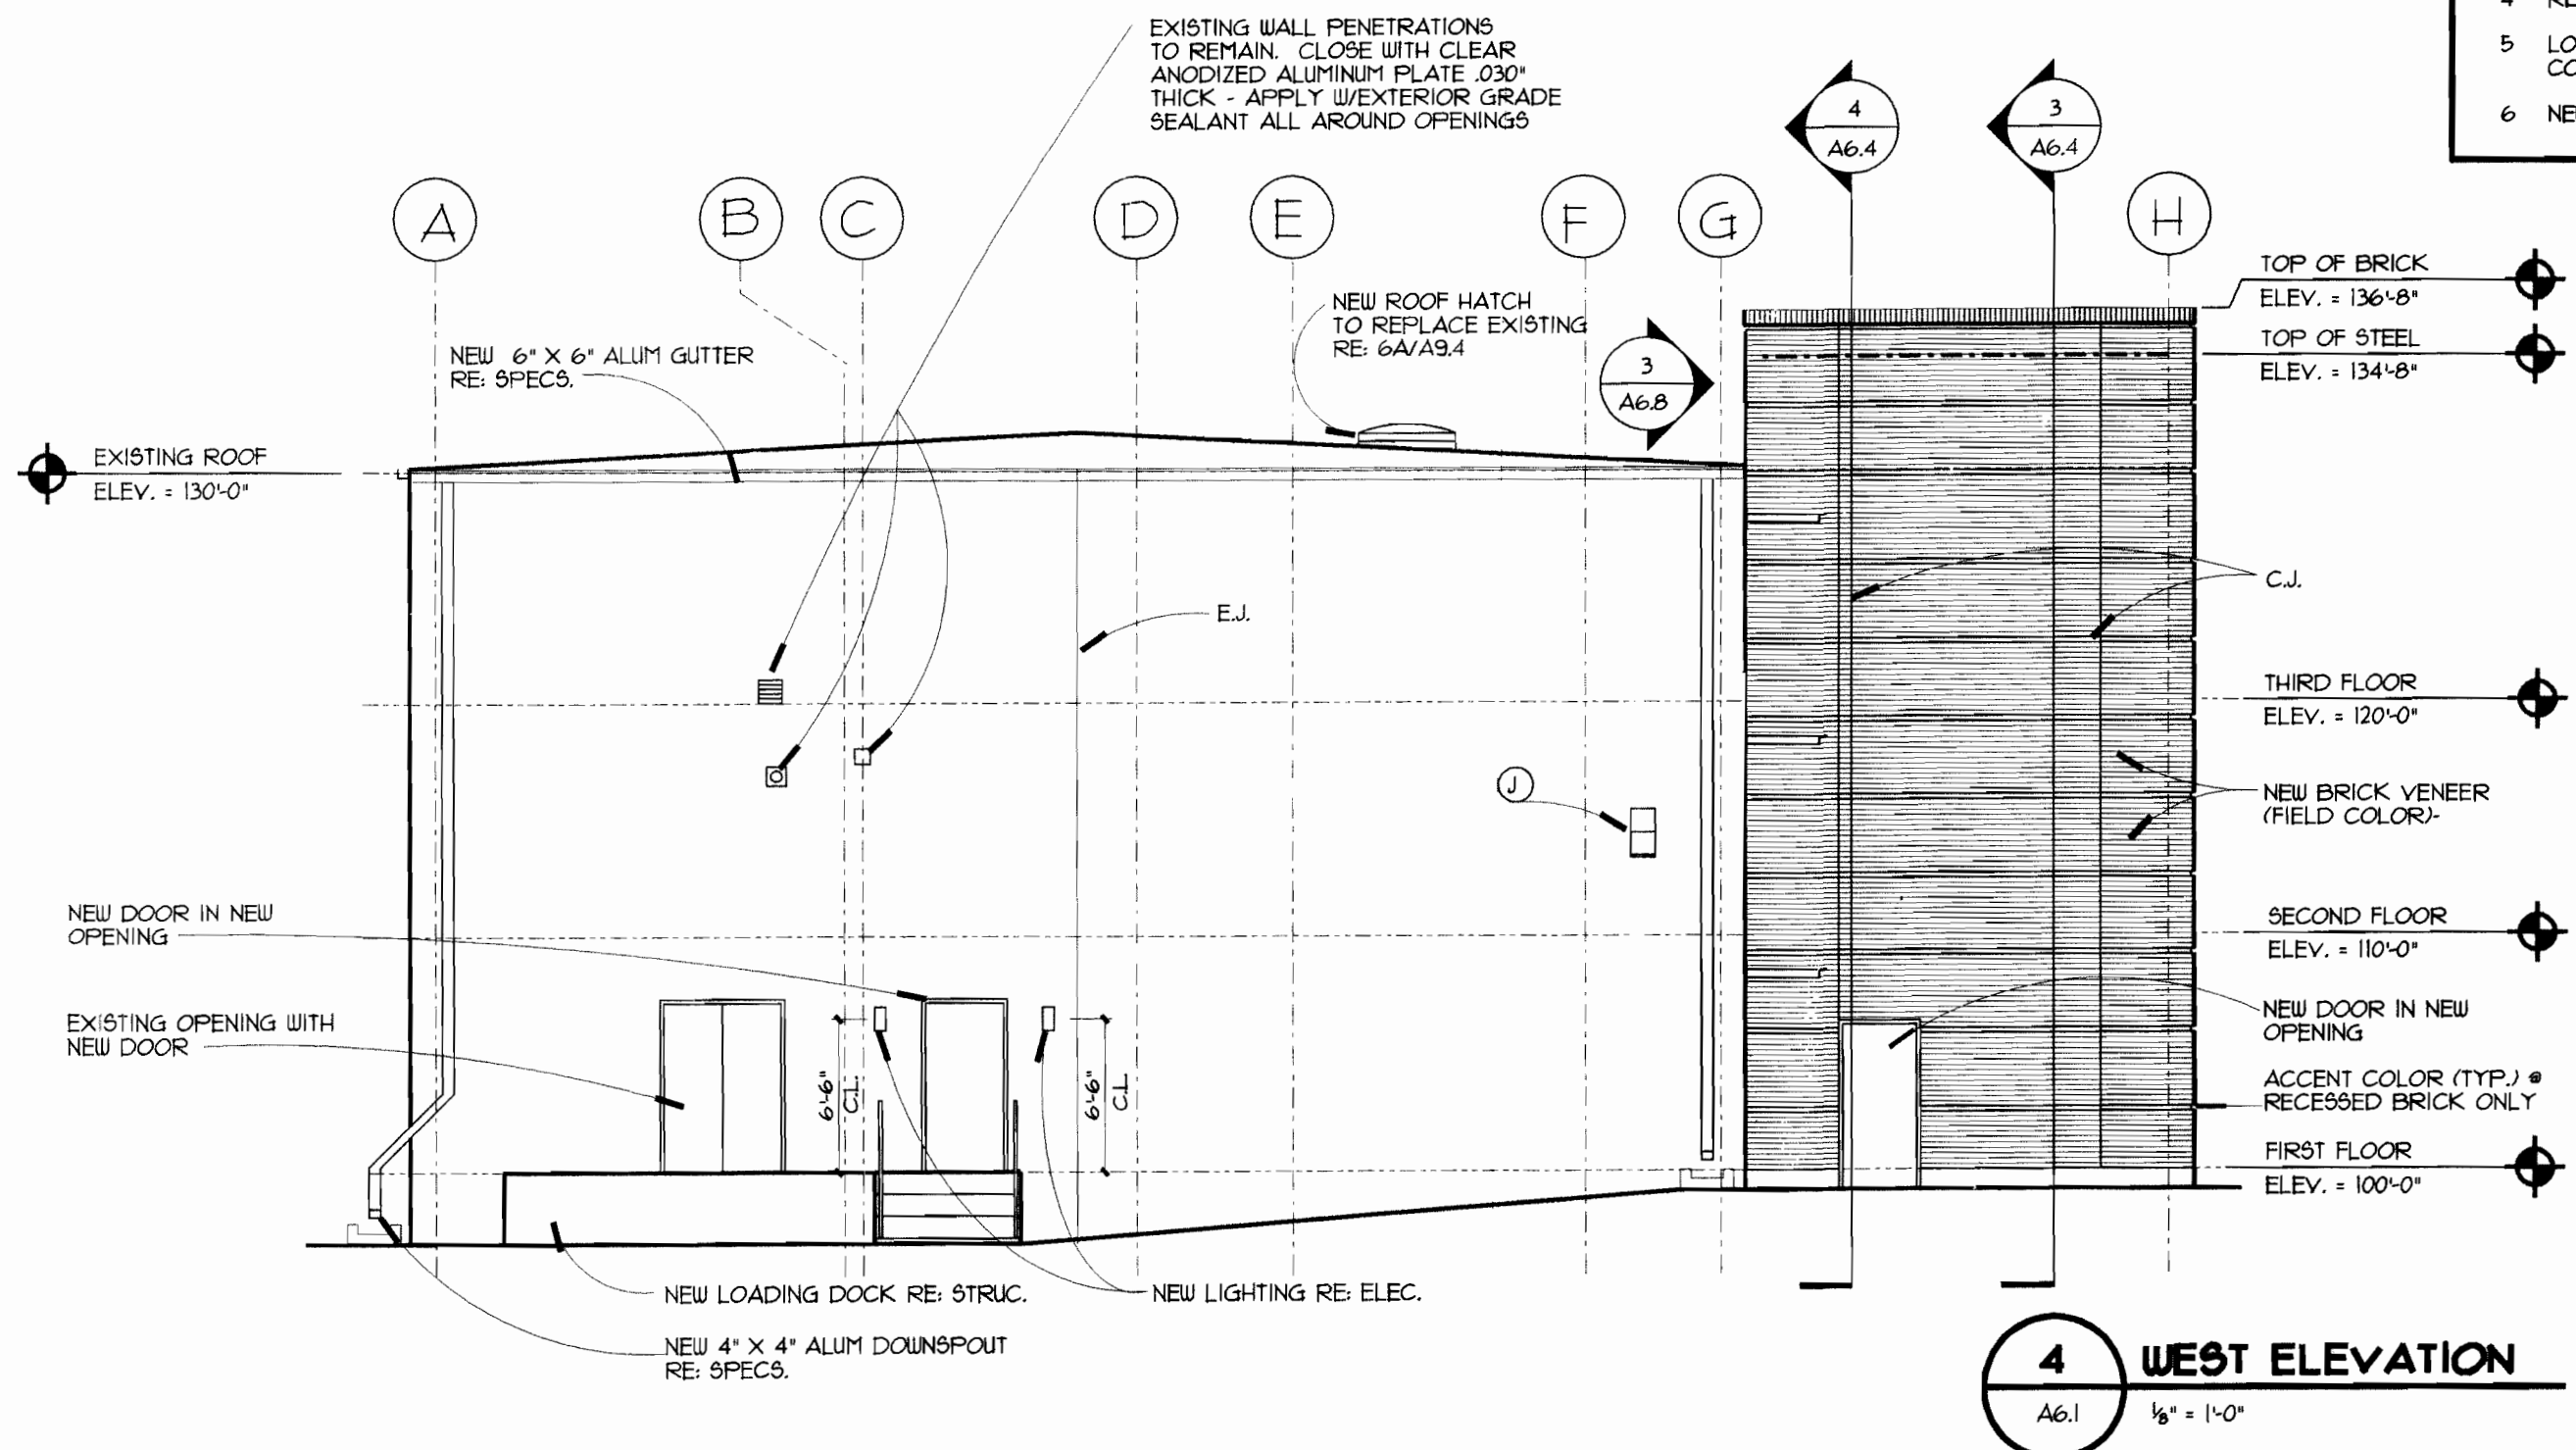 EXISTING WALL PENETRATIONS
TO REMAIN. CLOSE WITH CLEAR
ANODIZED ALUMINUM PLATE .030"
THICK - APPLY W/EXTERIOR GRADE
SEALANT ALL AROUND OPENINGS
5
6
4
A6.4
3
A6.4
A
B
C
D
E
F
G
H
TOP OF BRICK
ELEV. = 136'-8"
TOP OF STEEL
ELEV. = 134'-8"
NEW ROOF HATCH
TO REPLACE EXISTING
RE: 6A/A9.4
3
A6.8
NEW 6" X 6" ALUM GUTTER
RE: SPECS.
EXISTING ROOF
ELEV. = 130'-0"
C.J.
E.J.
THIRD FLOOR
ELEV. = 120'-0"
J
NEW BRICK VENEER
(FIELD COLOR)-
NEW DOOR IN NEW
OPENING
SECOND FLOOR
ELEV. = 110'-0"
EXISTING OPENING WITH
NEW DOOR
NEW DOOR IN NEW
OPENING
6'-6"
C.L.
6'-6"
C.L
ACCENT COLOR (TYP.) @
RECESSED BRICK ONLY
FIRST FLOOR
ELEV. = 100'-0"
NEW LOADING DOCK RE: STRUC.
NEW LIGHTING RE: ELEC.
NEW 4" X 4" ALUM DOWNSPOUT
RE: SPECS.
4
A6.1
WEST ELEVATION
1/8" = 1'-0"